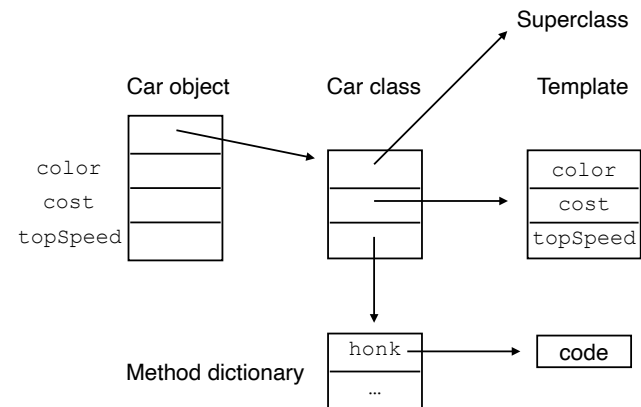 Superclass
Car object
Car class
Template
color
cost
topSpeed
color
cost
topSpeed
Method dictionary
honk
...
code